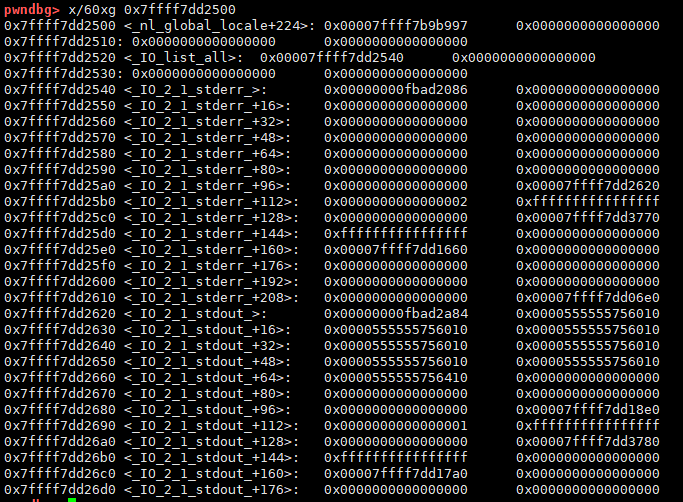 pwndbg> x/60xg 0x7ffff7dd2500
0x7ffff7dd2500 <_nl_global_locale+224>: 0x00007ffff7b9b997 0x0000000000000000
0x7ffff7dd2510: 0x0000000000000000 0x0000000000000000
0x7ffff7dd2520 <_IO_list_all>: 0x00007ffff7dd2540 0x0000000000000000
0x7ffff7dd2530: 0x0000000000000000 0x0000000000000000
0x7ffff7dd2540 <_IO_2_1_stderr_>: 0x00000000fbad2086 0x0000000000000000
0x7ffff7dd2550 <_IO_2_1_stderr_+16>: 0x0000000000000000 0x0000000000000000
0x7ffff7dd2560 <_IO_2_1_stderr_+32>: 0x0000000000000000 0x0000000000000000
0x7ffff7dd2570 <_IO_2_1_stderr_+48>: 0x0000000000000000 0x0000000000000000
0x7ffff7dd2580 <_IO_2_1_stderr_+64>: 0x0000000000000000 0x0000000000000000
0x7ffff7dd2590 <_IO_2_1_stderr_+80>: 0x0000000000000000 0x0000000000000000
0x7ffff7dd25a0 <_IO_2_1_stderr_+96>: 0x0000000000000000 0x00007ffff7dd2620
0x7ffff7dd25b0 <_IO_2_1_stderr_+112>: 0x0000000000000002 0xffffffffffffffff
0x7ffff7dd25c0 <_IO_2_1_stderr_+128>: 0x0000000000000000 0x00007ffff7dd3770
0x7ffff7dd25d0 <_IO_2_1_stderr_+144>: 0xffffffffffffffff 0x0000000000000000
0x7ffff7dd25e0 <_IO_2_1_stderr_+160>: 0x00007ffff7dd1660 0x0000000000000000
0x7ffff7dd25f0 <_IO_2_1_stderr_+176>: 0x0000000000000000 0x0000000000000000
0x7ffff7dd2600 <_IO_2_1_stderr_+192>: 0x0000000000000000 0x0000000000000000
0x7ffff7dd2610 <_IO_2_1_stderr_+208>: 0x0000000000000000 0x00007ffff7dd06e0
0x7ffff7dd2620 <_IO_2_1_stdout_>: 0x00000000fbad2a84 0x0000555555756010
0x7ffff7dd2630 <_IO_2_1_stdout_+16>: 0x0000555555756010 0x0000555555756010
0x7ffff7dd2640 <_IO_2_1_stdout_+32>: 0x0000555555756010 0x0000555555756010
0x7ffff7dd2650 <_IO_2_1_stdout_+48>: 0x0000555555756010 0x0000555555756010
0x7ffff7dd2660 <_IO_2_1_stdout_+64>: 0x0000555555756410 0x0000000000000000
0x7ffff7dd2670 <_IO_2_1_stdout_+80>: 0x0000000000000000 0x0000000000000000
0x7ffff7dd2680 <_IO_2_1_stdout_+96>: 0x0000000000000000 0x00007ffff7dd18e0
0x7ffff7dd2690 <_IO_2_1_stdout_+112>: 0x0000000000000001 0xffffffffffffffff
0x7ffff7dd26a0 <_IO_2_1_stdout_+128>: 0x0000000000000000 0x00007ffff7dd3780
0x7ffff7dd26b0 <_IO_2_1_stdout_+144>: 0xffffffffffffffff 0x0000000000000000
0x7ffff7dd26c0 <_IO_2_1_stdout_+160>: 0x00007ffff7dd17a0 0x0000000000000000
0x7ffff7dd26d0 <_IO_2_1_stdout_+176>: 0x0000000000000000 0x0000000000000000